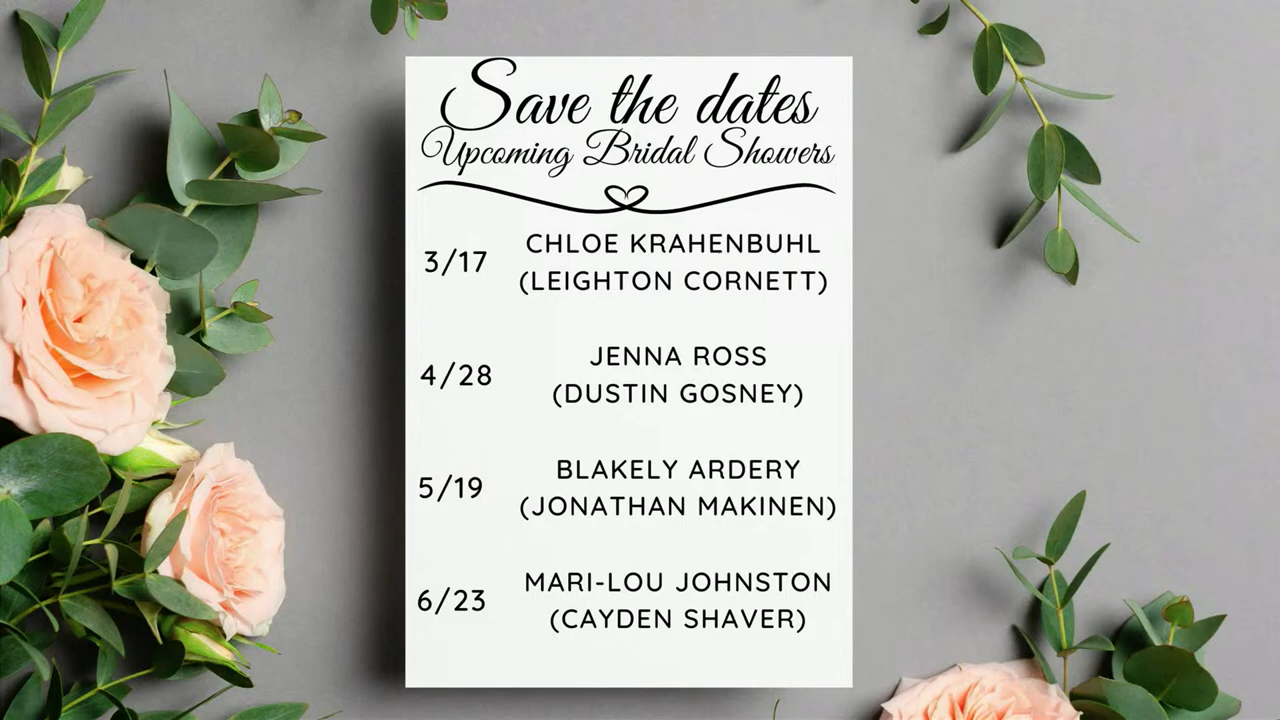 Save the dates
Upcoming Bridal Showers
3/17
CHLOE KRAHENBUHL
(LEIGHTON CORNETT)
4/28
JENNA ROSS
(DUSTIN GOSNEY)
5/19
BLAKELY ARDERY
(JONATHAN MAKINEN)
6/23
MARI-LOU JOHNSTON
(CAYDEN SHAVER)